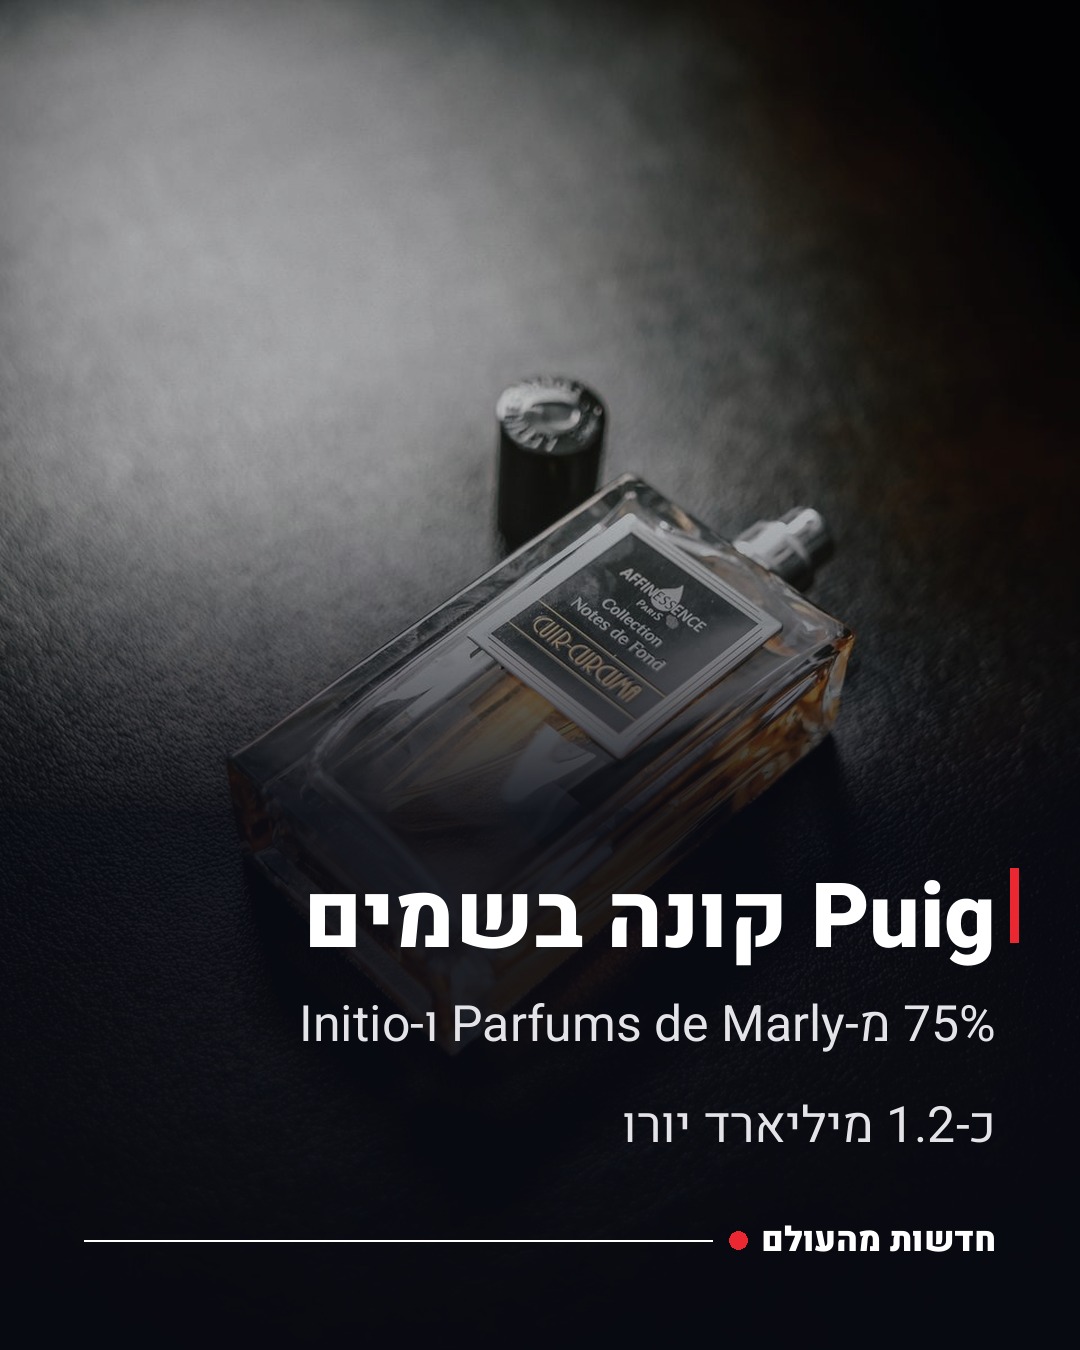 AFFINESSENCE
PARIS
Collection
Notes de Fond
CUIR-CURCUMA
Puig קונה בשמים
75% מ-Parfums de Marly ו-Initio
כ-1.2 מיליארד יורו
חדשות מהעולם